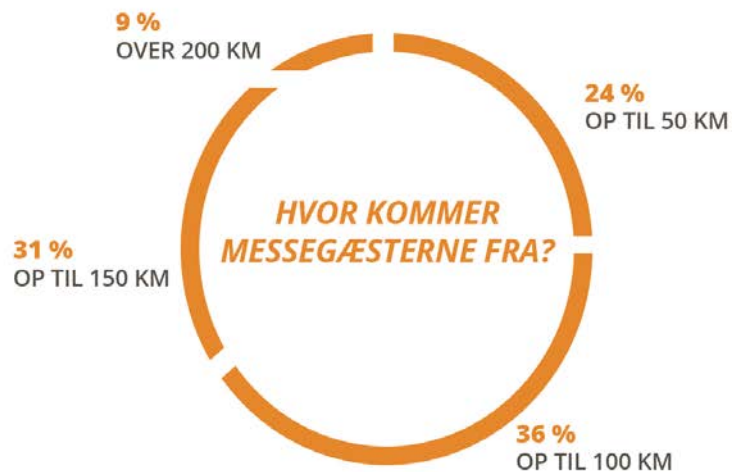 9 %
OVER 200 KM
24 %
OP TIL 50 KM
HVOR KOMMER
MESSEGÆSTERNE FRA?
31 %
OP TIL 150 KM
36 %
OP TIL 100 KM